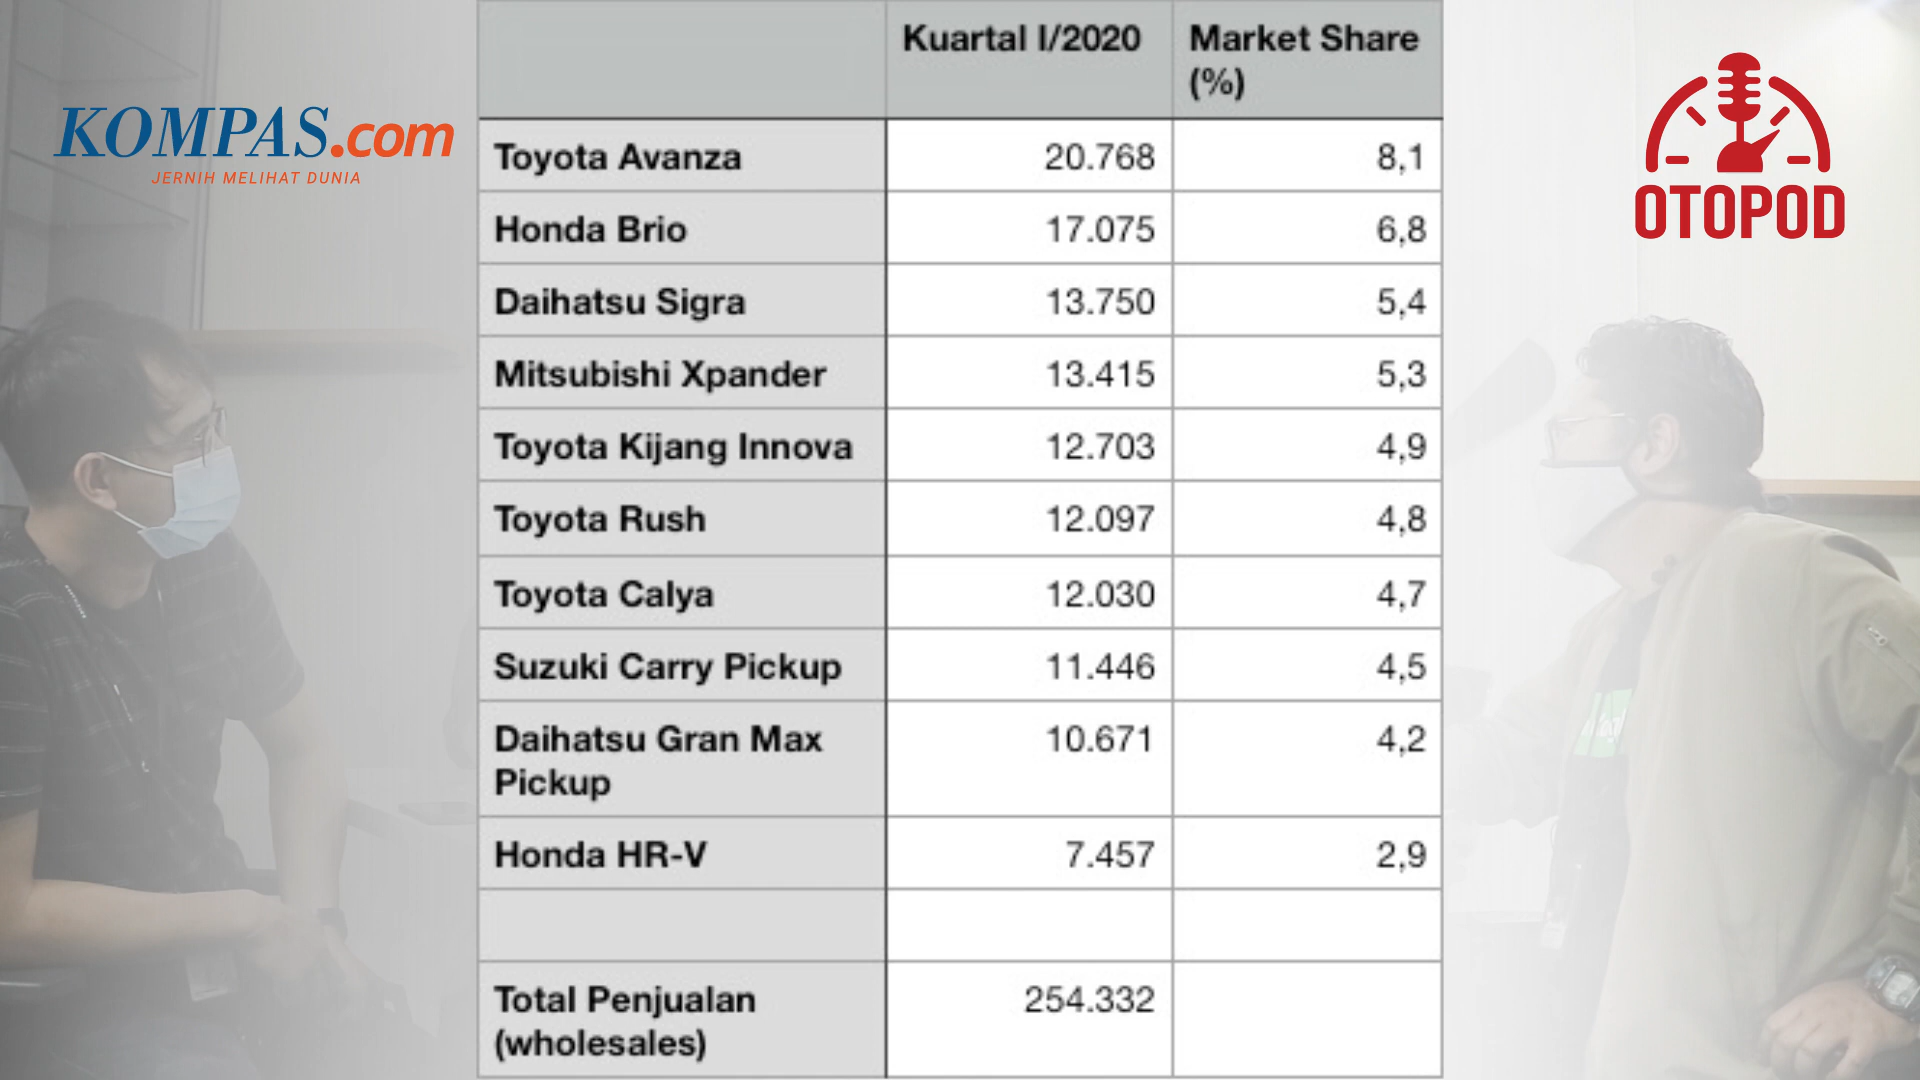 KOMPAS.com
JERNIH MELIHAT DUNIA
OTOPOD
Kuartal I/2020 Market Share
(%)
Toyota Avanza 20.768 8,1
Honda Brio 17.075 6,8
Daihatsu Sigra 13.750 5,4
Mitsubishi Xpander 13.415 5,3
Toyota Kijang Innova 12.703 4,9
Toyota Rush 12.097 4,8
Toyota Calya 12.030 4,7
Suzuki Carry Pickup 11.446 4,5
Daihatsu Gran Max 10.671 4,2
Pickup
Honda HR-V 7.457 2,9
Total Penjualan 254.332
(wholesales)